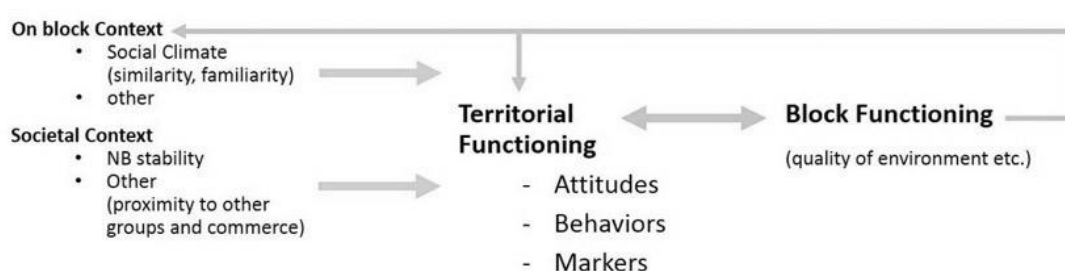 On block Context
• Social Climate
(similarity, familiarity)
• other
Societal Context
• NB stability
• Other
(proximity to other
groups and commerce)
Territorial
Functioning
- Attitudes
- Behaviors
- Markers
Block Functioning
(quality of environment etc.)